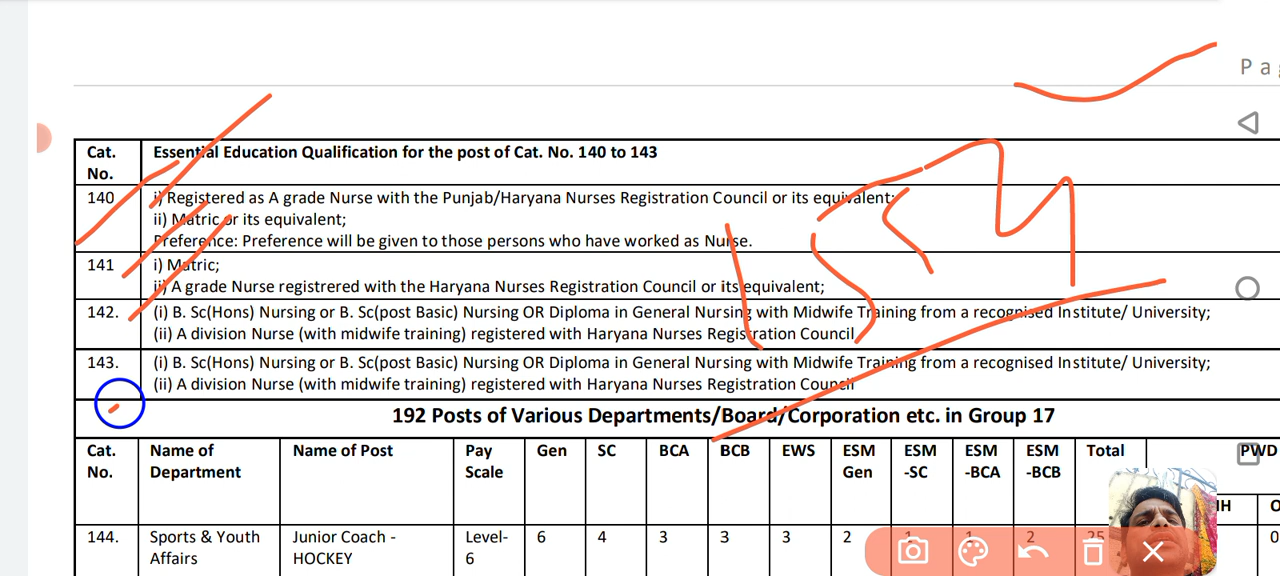 Pa
Cat. No.
Essential Education Qualification for the post of Cat. No. 140 to 143
140
i) Registered as A grade Nurse with the Punjab/Haryana Nurses Registration Council or its equivalent;
ii) Matric or its equivalent;
Preference: Preference will be given to those persons who have worked as Nurse.
141
i) Matric;
ii) A grade Nurse registrered with the Haryana Nurses Registration Council or its equivalent;
142.
(i) B. Sc(Hons) Nursing or B. Sc(post Basic) Nursing OR Diploma in General Nursing with Midwife Training from a recognised Institute/ University;
(ii) A division Nurse (with midwife training) registered with Haryana Nurses Registration Council
143.
(i) B. Sc(Hons) Nursing or B. Sc(post Basic) Nursing OR Diploma in General Nursing with Midwife Training from a recognised Institute/ University;
(ii) A division Nurse (with midwife training) registered with Haryana Nurses Registration Council
192 Posts of Various Departments/Board/Corporation etc. in Group 17
Cat. No. Name of Department Name of Post Pay Scale Gen SC BCA BCB EWS ESM Gen ESM -SC ESM -BCA ESM -BCB Total PWD
IH O
144. Sports & Youth Affairs Junior Coach - HOCKEY Level-6 6 4 3 3 3 2 1 1 2 25 0